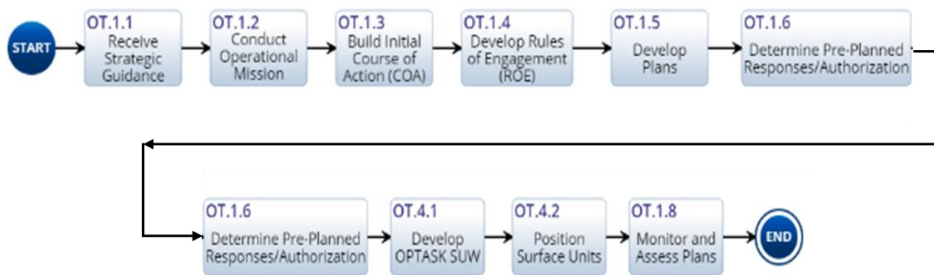 START
OT.1.1
Receive
Strategic
Guidance
OT.1.2
Conduct
Operational
Mission
OT.1.3
Build Initial
Course of
Action (COA)
OT.1.4
Develop Rules
of Engagement
(ROE)
OT.1.5
Develop
Plans
OT.1.6
Determine Pre-Planned
Responses/Authorization
OT.1.6
Determine Pre-Planned
Responses/Authorization
OT.4.1
Develop
OPTASK SUW
OT.4.2
Position
Surface Units
OT.1.8
Monitor and
Assess Plans
END